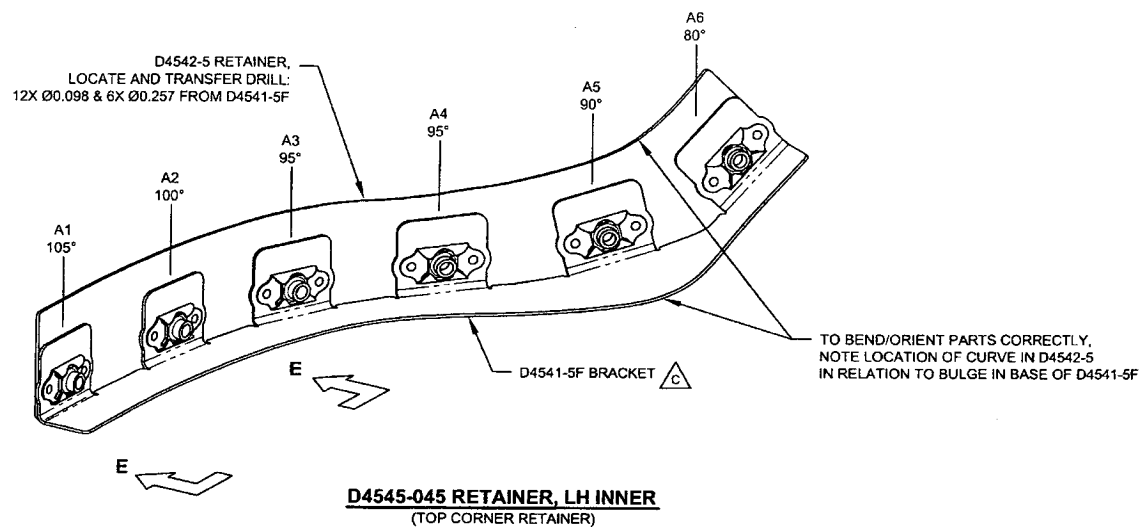 A6
80°
D4542-5 RETAINER,
LOCATE AND TRANSFER DRILL:
12X Ø0.098 & 6X Ø0.257 FROM D4541-5F
A5
90°
A4
95°
A3
95°
A2
100°
A1
105°
TO BEND/ORIENT PARTS CORRECTLY,
NOTE LOCATION OF CURVE IN D4542-5
IN RELATION TO BULGE IN BASE OF D4541-5F
E
D4541-5F BRACKET
C
E
D4545-045 RETAINER, LH INNER
(TOP CORNER RETAINER)